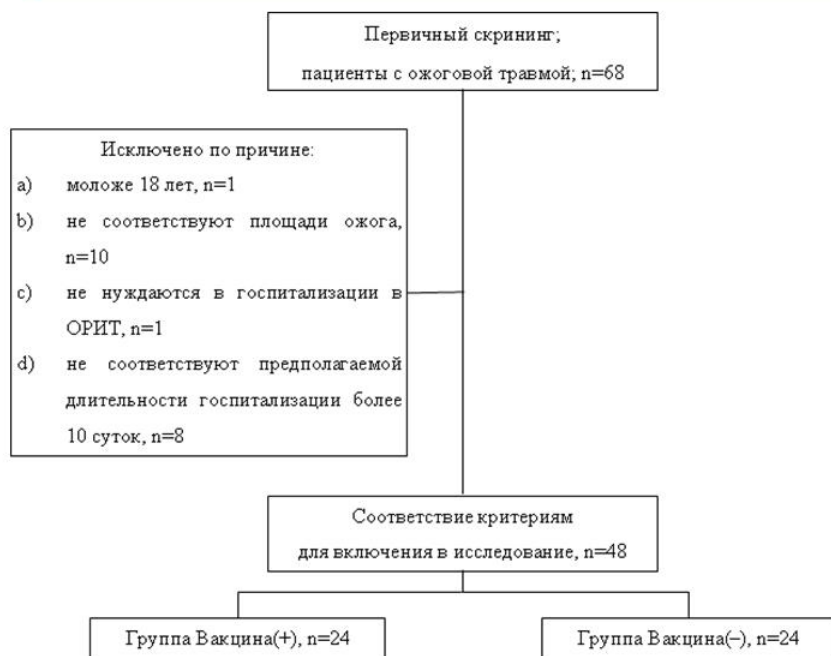 Первичный скрининг;
пациенты с ожоговой травмой; n=68
Исключено по причине:
a) моложе 18 лет, n=1
b) не соответствуют площади ожога,
n=10
c) не нуждаются в госпитализации в
ОРИТ, n=1
d) не соответствуют предполагаемой
длительности госпитализации более
10 суток, n=8
Соответствие критериям
для включения в исследование, n=48
Группа Вакцина(+), n=24
Группа Вакцина(–), n=24